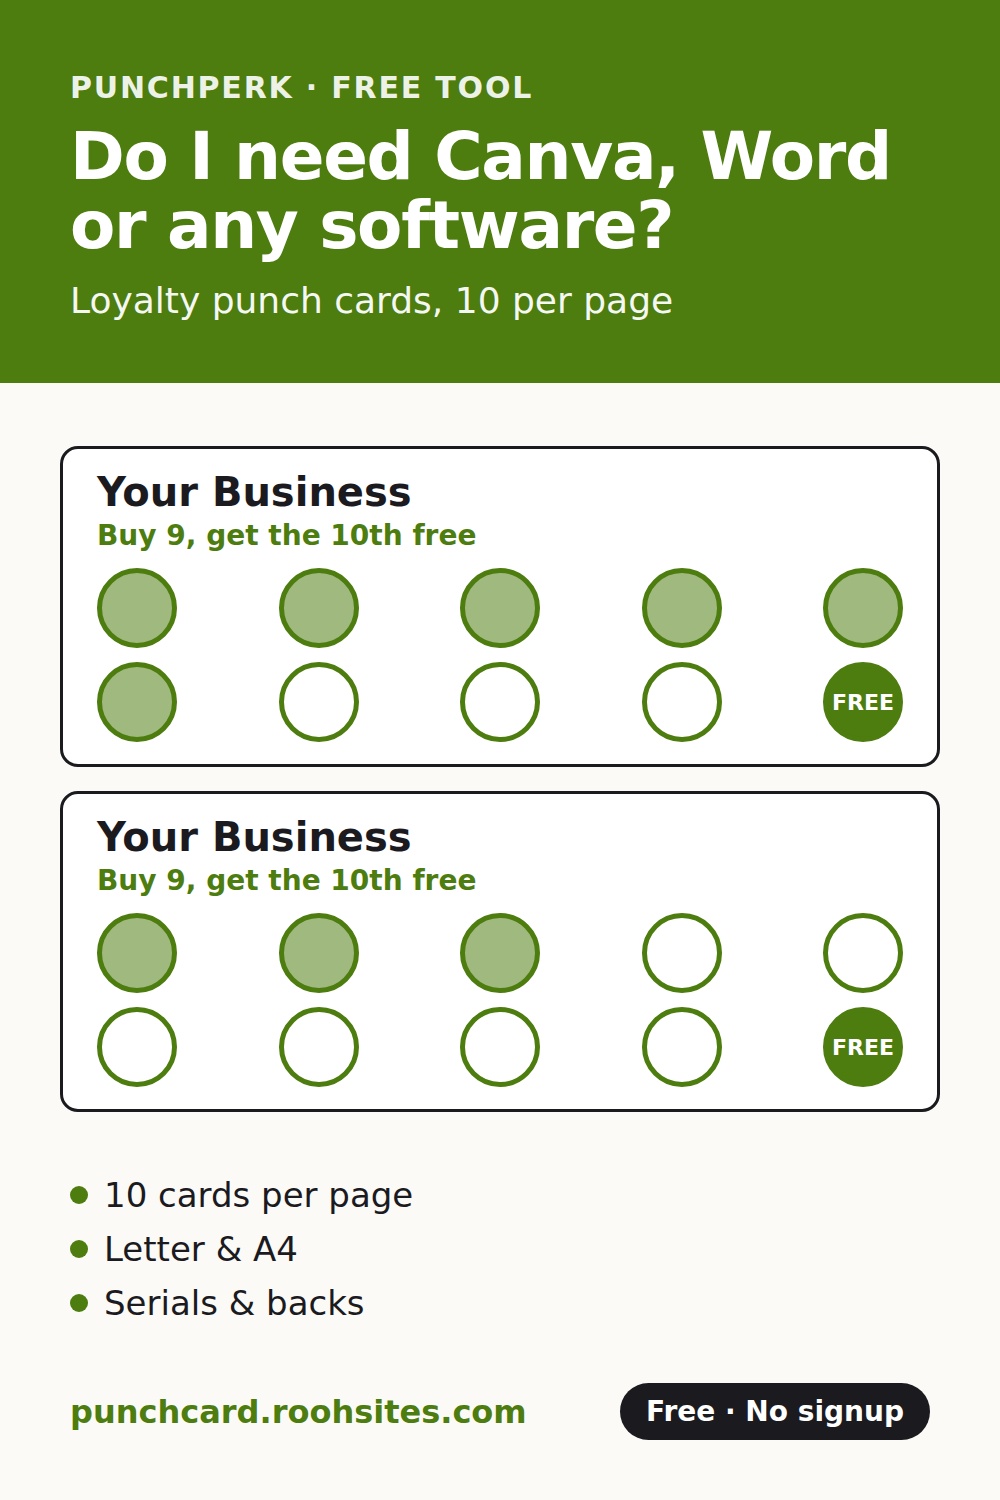 PUNCHPERK · FREE TOOL
Do I need Canva, Word
or any software?
Loyalty punch cards, 10 per page
Your Business
Buy 9, get the 10th free
FREE
Your Business
Buy 9, get the 10th free
FREE
10 cards per page
Letter & A4
Serials & backs
punchcard.roohsites.com
Free · No signup